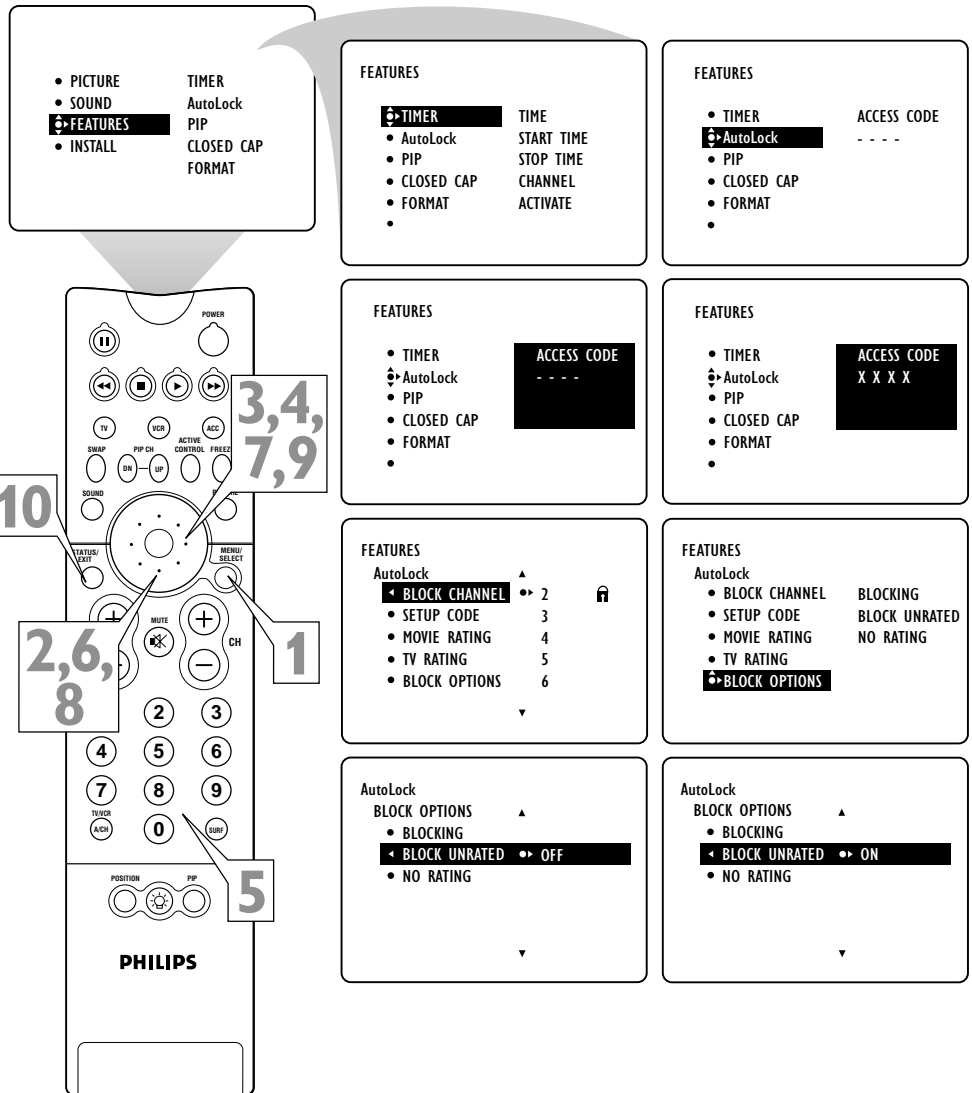 PICTURE TIMER
SOUND AutoLock
FEATURES PIP
INSTALL CLOSED CAP
FORMAT
FEATURES
TIMER TIME
AutoLock START TIME
PIP STOP TIME
CLOSED CAP CHANNEL
FORMAT ACTIVATE
FEATURES
TIMER ACCESS CODE
AutoLock - - - -
PIP
CLOSED CAP
FORMAT
FEATURES
TIMER ACCESS CODE
AutoLock - - - -
PIP
CLOSED CAP
FORMAT
FEATURES
TIMER ACCESS CODE
AutoLock X X X X
PIP
CLOSED CAP
FORMAT
FEATURES
AutoLock
BLOCK CHANNEL 2
SETUP CODE 3
MOVIE RATING 4
TV RATING 5
BLOCK OPTIONS 6
FEATURES
AutoLock
BLOCK CHANNEL BLOCKING
SETUP CODE BLOCK UNRATED
MOVIE RATING NO RATING
TV RATING
BLOCK OPTIONS
AutoLock
BLOCK OPTIONS
BLOCKING
BLOCK UNRATED OFF
NO RATING
AutoLock
BLOCK OPTIONS
BLOCKING
BLOCK UNRATED ON
NO RATING
POWER
TV VCR ACC
SWAP PIP CH ACTIVE CONTROL FREEZ
DN UP
SOUND
STATUS/EXIT
MENU/SELECT
MUTE
CH
2 3
4 5 6
7 8 9
TV/VCR
A/CH 0 SURF
POSITION PIP
PHILIPS
3,4,
7,9
10
2,6,
8
1
5